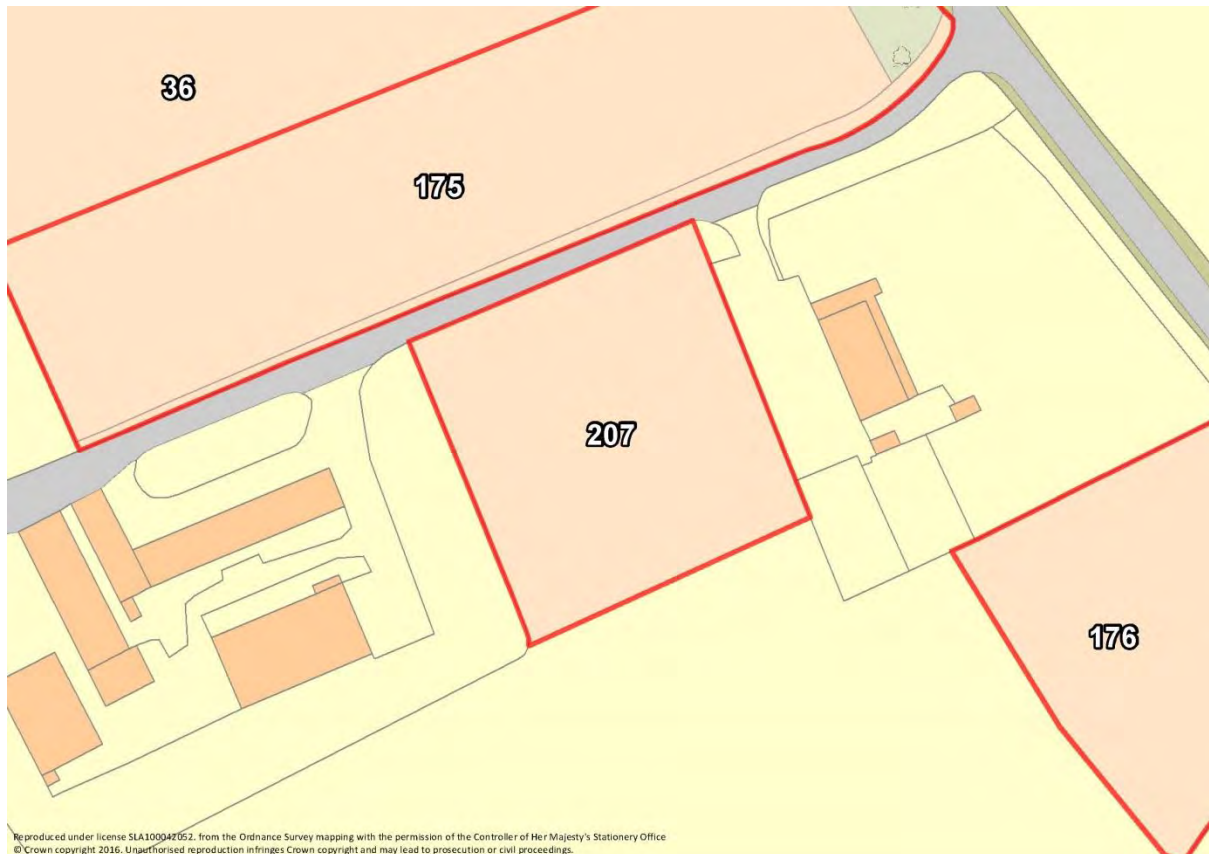 36
175
207
176
Reproduced under license SLA100042052. from the Ordnance Survey mapping with the permission of the Controller of Her Majesty's Stationery Office
© Crown copyright 2016. Unauthorised reproduction infringes Crown copyright and may lead to prosecution or civil proceedings.